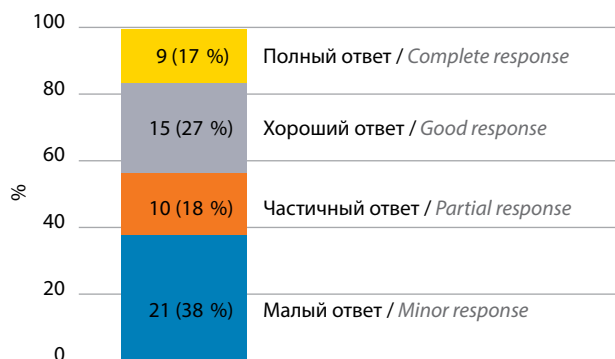 100
9 (17 %) Полный ответ / Complete response
80
15 (27 %) Хороший ответ / Good response
60
%
10 (18 %) Частичный ответ / Partial response
40
21 (38 %) Малый ответ / Minor response
20
0